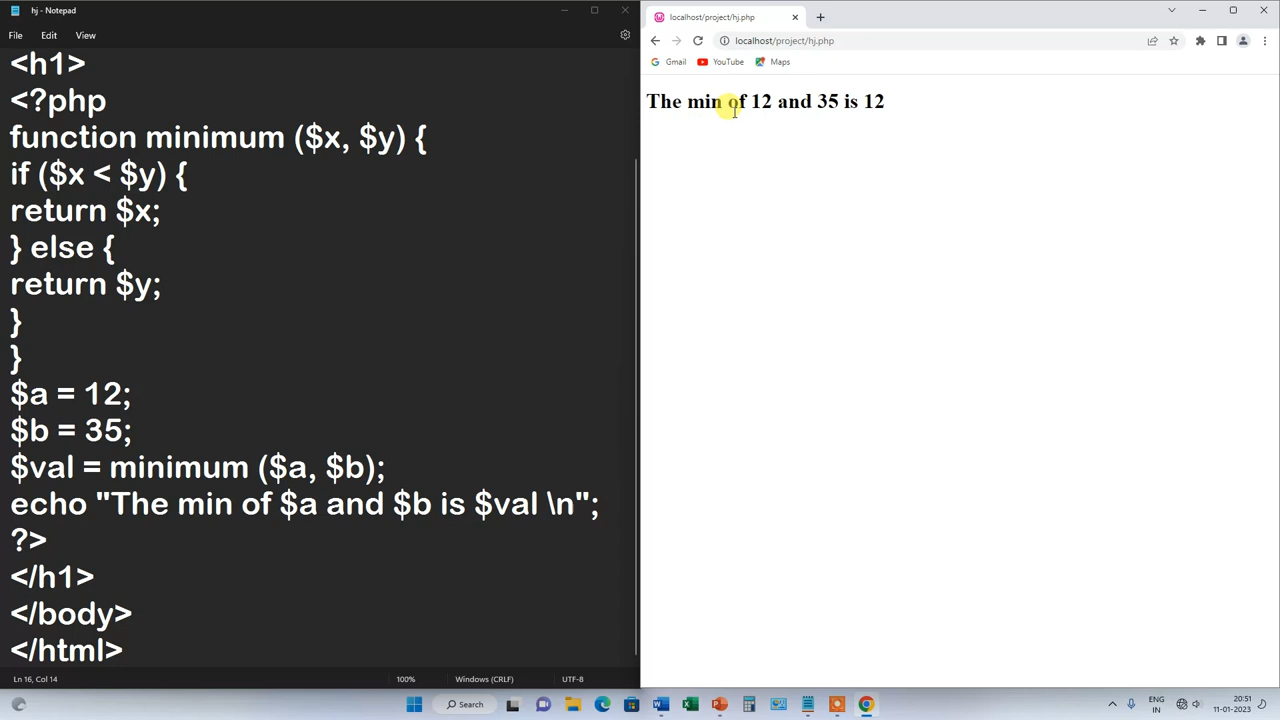 hj - Notepad
File Edit View
<h1>
<?php
function minimum ($x, $y) {
if ($x < $y) {
return $x;
} else {
return $y;
}
}
$a = 12;
$b = 35;
$val = minimum ($a, $b);
echo "The min of $a and $b is $val \n";
?>
</h1>
</body>
</html>
Ln 16, Col 14 100% Windows (CRLF) UTF-8
localhost/project/hj.php
localhost/project/hj.php
Gmail YouTube Maps
The min of 12 and 35 is 12
Search
ENG
IN
20:51
11-01-2023